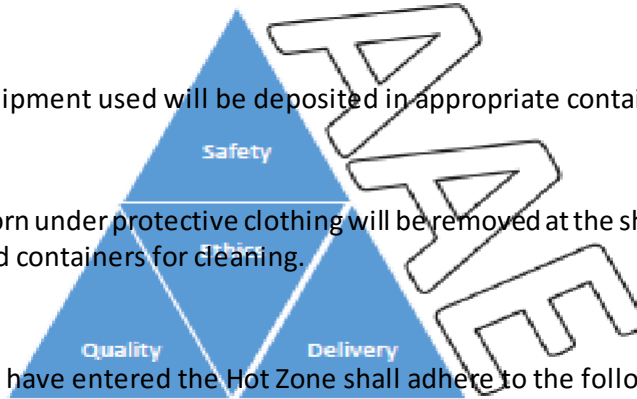 ipment used will be deposited in appropriate contai
Safety
orn under protective clothing will be removed at the sh
Ethics
d containers for cleaning.
Quality Delivery
have entered the Hot Zone shall adhere to the follo
AAE